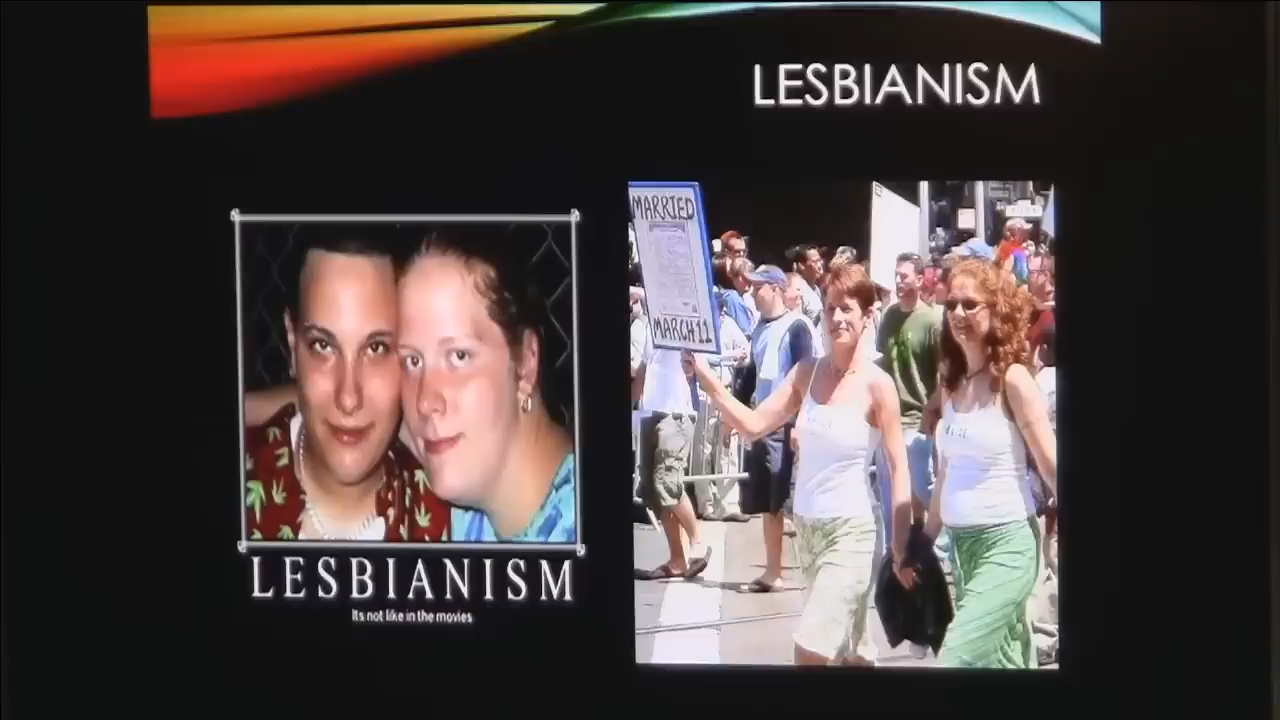 LESBIANISM
LESBIANISM
Its not like in the movies
MARRIED
MARCH 11